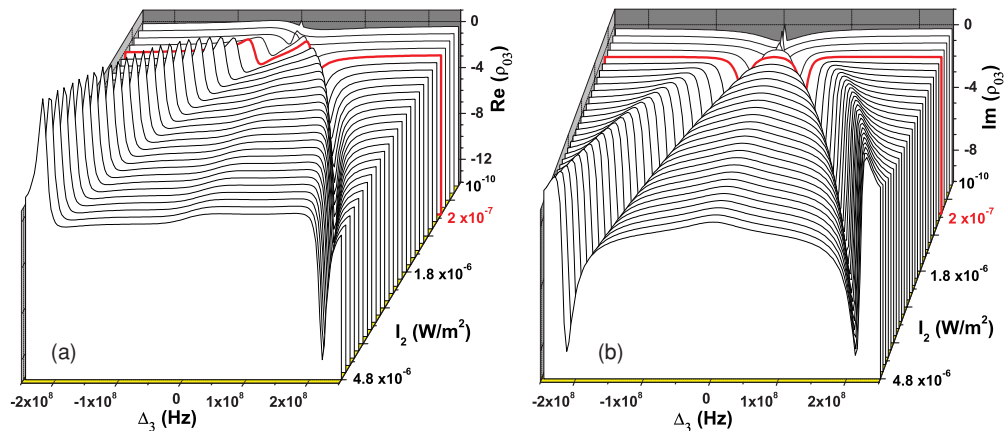 0
-4
-8
-12
Re (ρ₀₃)
10⁻¹⁰
2 x10⁻⁷
1.8 x10⁻⁶
4.8 x10⁻⁶
I₂ (W/m²)
(a)
-2x10⁸ -1x10⁸ 0 1x10⁸ 2x10⁸
Δ₃ (Hz)
0
-4
-8
Im (ρ₀₃)
10⁻¹⁰
2 x10⁻⁷
1.8 x10⁻⁶
4.8 x10⁻⁶
I₂ (W/m²)
(b)
-2x10⁸ -1x10⁸ 0 1x10⁸ 2x10⁸
Δ₃ (Hz)